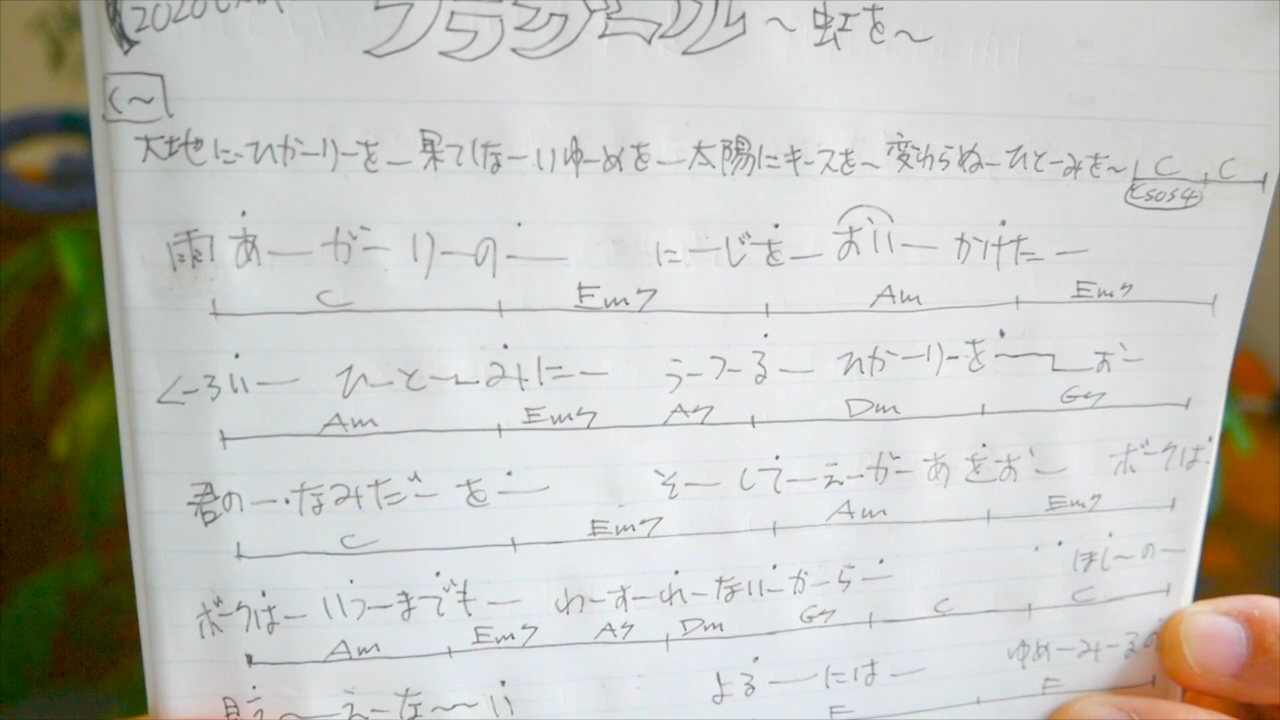 2020 フラガール ～虹を～
C～
大地にひかーりーをー果てしなーいゆーめをー太陽にキースを～変わらぬーひとーみを～ C C
Csus4
雨あーがーりーのー にーじをーおいーかけたー
C Em7 Am Em7
くーろいー ひーとーみにー うーつーるー ひかーりーをーーおー
Am Em7 A7 Dm G7
君のー・なみだーをー そーしてーえーがーあをおー ボークは
C Em7 Am Em7
ボークはー いつーまでもー わーすーれーないーかーらー ほし～のー
Am Em7 A7 Dm G7 C C
見え～えーな～～い よるーにはー ゆめーみーるの
F E